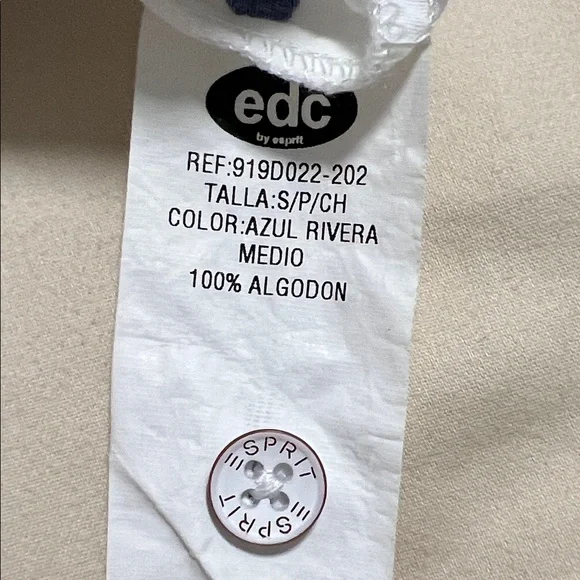 edc
by esprit
REF:919D022-202
TALLA:S/P/CH
COLOR:AZUL RIVERA
MEDIO
100% ALGODON
ESPRIT
ESPRIT